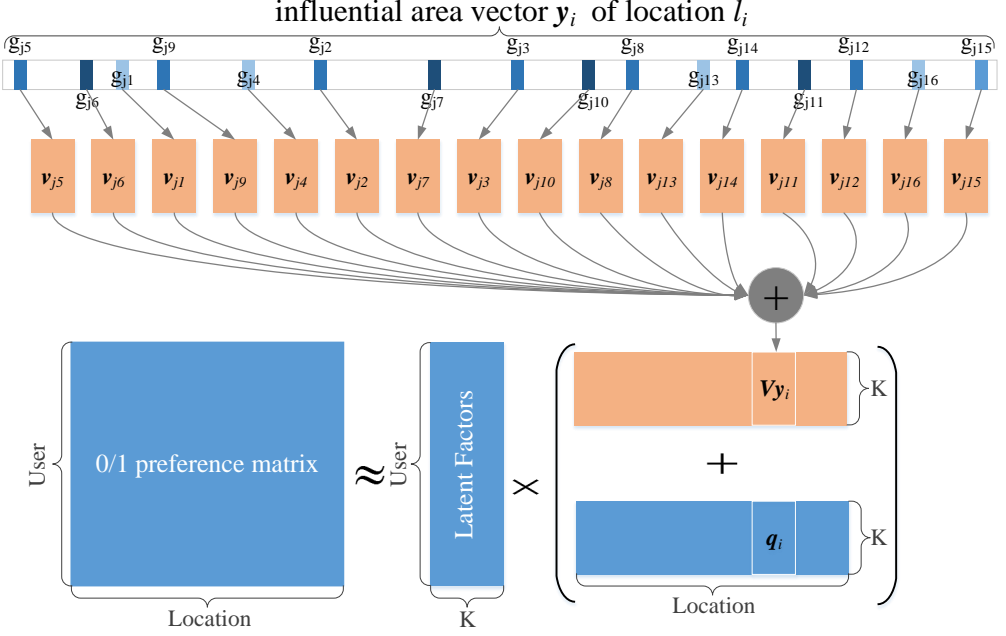 influential area vector y_i of location l_i
g_j5 g_j9 g_j2 g_j3 g_j8 g_j14 g_j12 g_j15
g_j1 g_j4 g_j13 g_j16
g_j6 g_j7 g_j10 g_j11
v_j5 v_j6 v_j1 v_j9 v_j4 v_j2 v_j7 v_j3 v_j10 v_j8 v_j13 v_j14 v_j11 v_j12 v_j16 v_j15
+
User
0/1 preference matrix
Location
≈
User
Latent Factors
K
×
(
Vy_i
K
+
q_i
K
Location
)